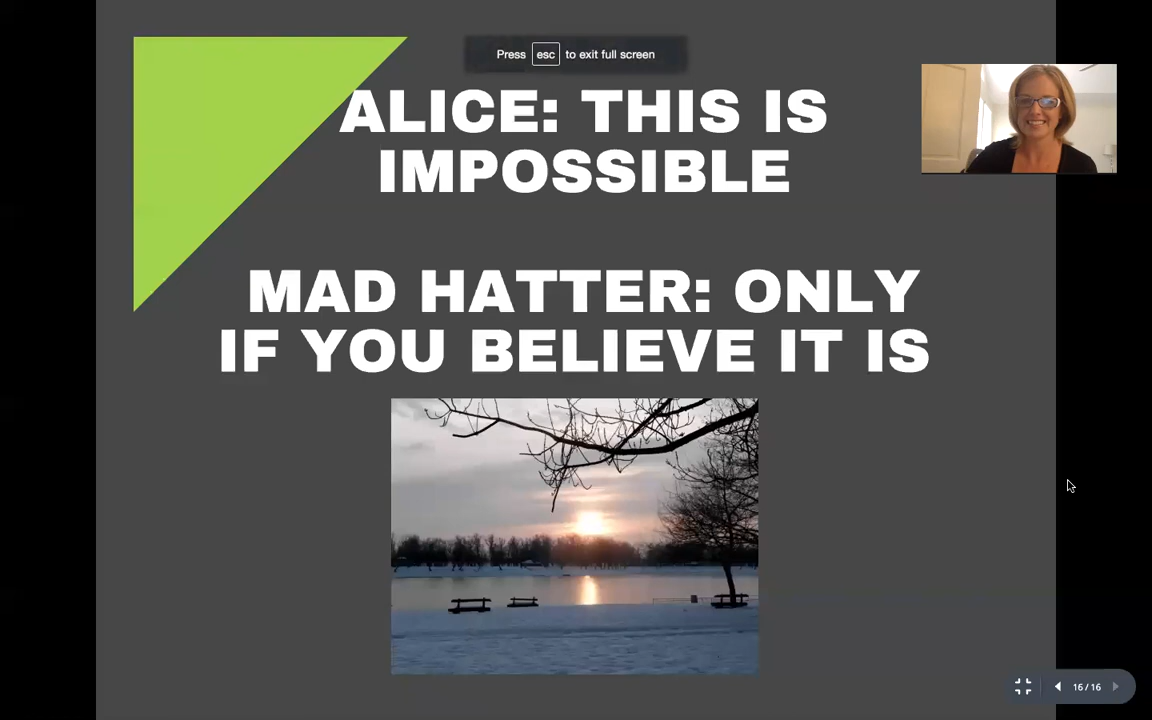 Press esc to exit full screen
ALICE: THIS IS
IMPOSSIBLE
MAD HATTER: ONLY
IF YOU BELIEVE IT IS
16/16